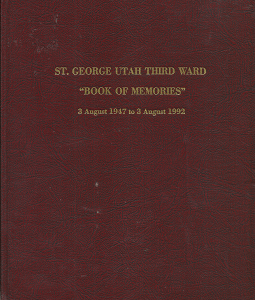 ST. GEORGE UTAH THIRD WARD
"BOOK OF MEMORIES"
3 August 1947 to 3 August 1992